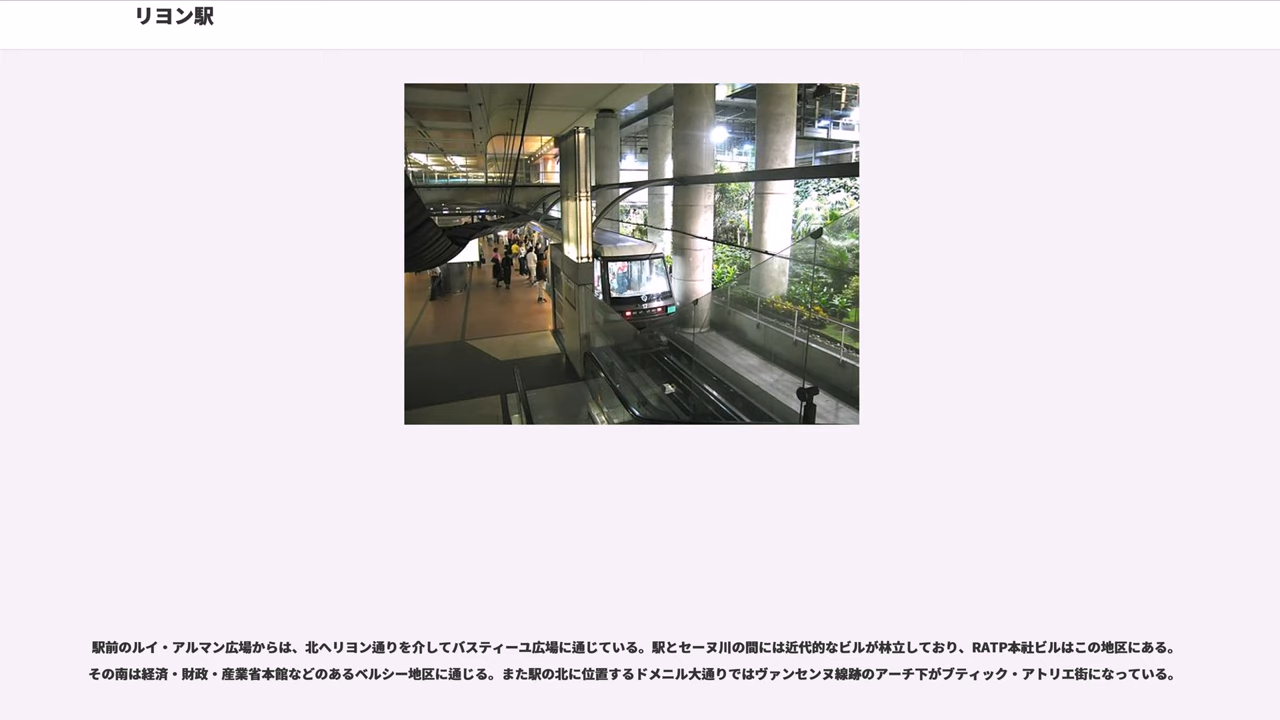 リヨン駅
駅前のルイ・アルマン広場からは、北へリヨン通りを介してバスティーユ広場に通じている。駅とセーヌ川の間には近代的なビルが林立しており、RATP本社ビルはこの地区にある。
その南は経済・財政・産業省本館などのあるベルシー地区に通じる。また駅の北に位置するドメニル大通りではヴァンセンヌ線跡のアーチ下がブティック・アトリエ街になっている。